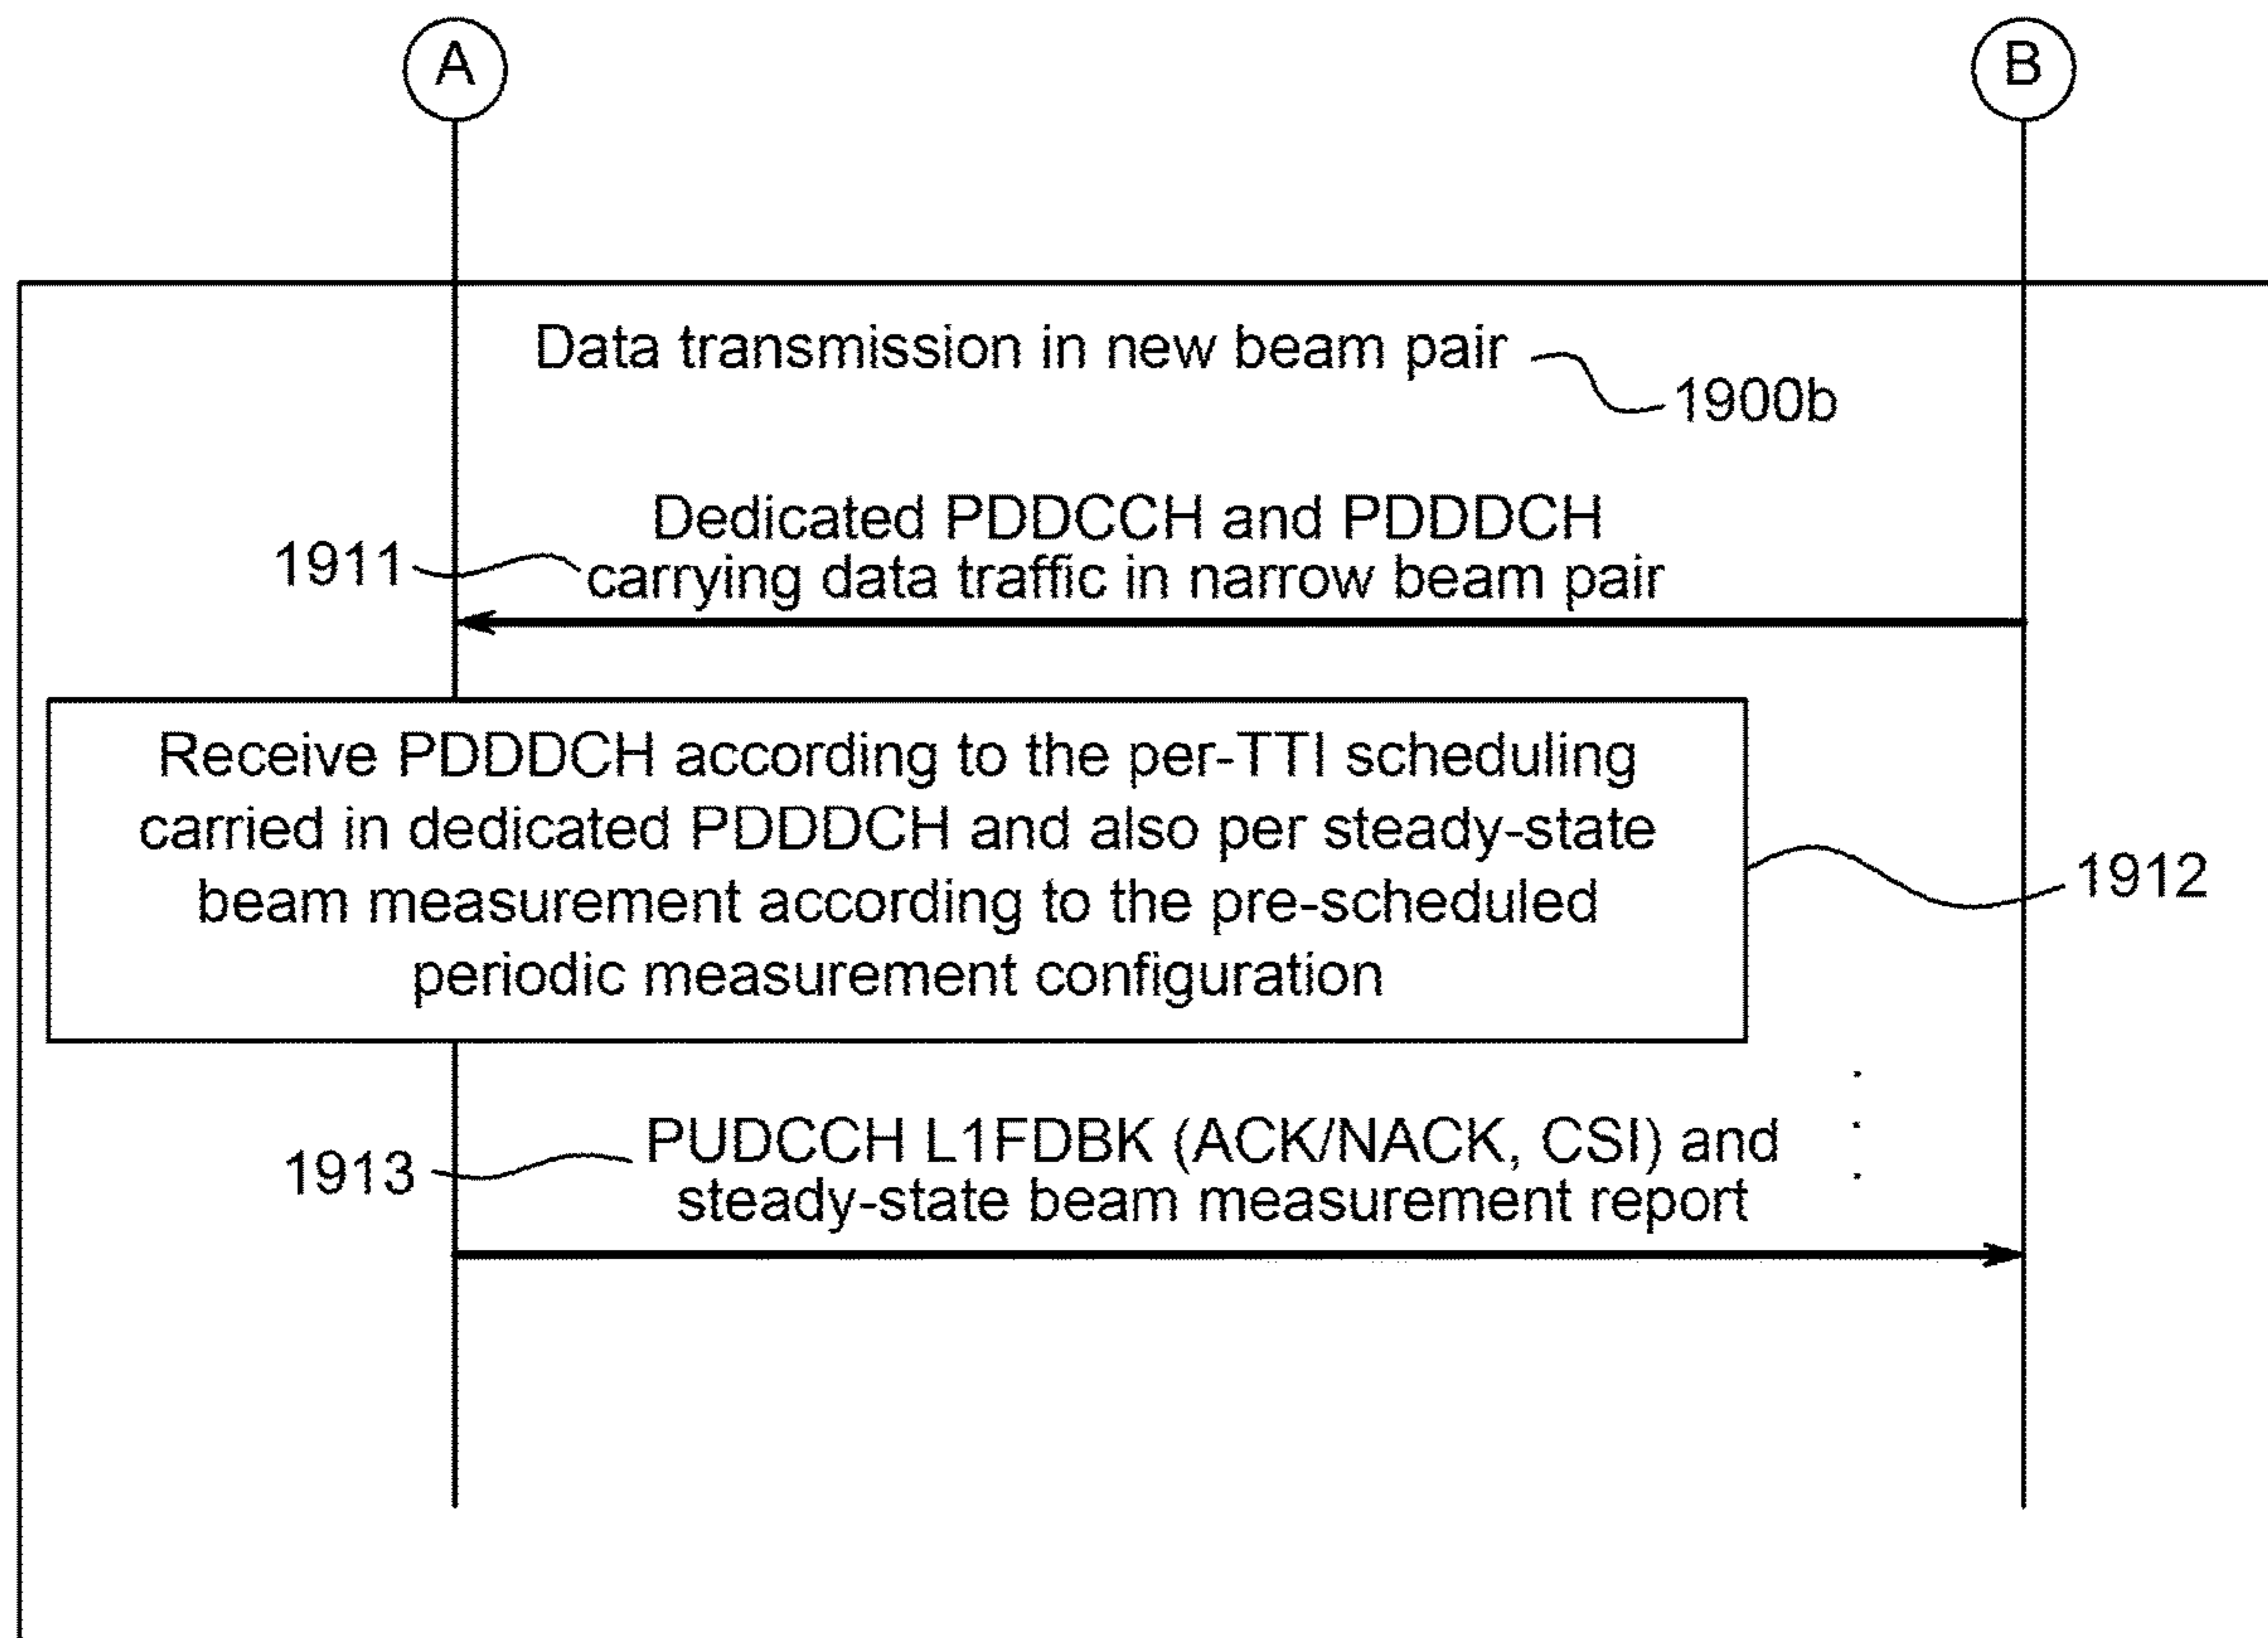 A
B
Data transmission in new beam pair
1900b
Dedicated PDDCCH and PDDDCH
1911
carrying data traffic in narrow beam pair
Receive PDDDCH according to the per-TTI scheduling
carried in dedicated PDDDCH and also per steady-state
beam measurement according to the pre-scheduled
periodic measurement configuration
1912
PUDCCH L1FDBK (ACK/NACK, CSI) and
1913
steady-state beam measurement report